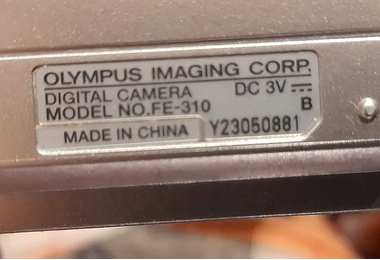 OLYMPUS IMAGING CORP.
DIGITAL CAMERA DC 3V ⎓
MODEL NO.FE-310 B
MADE IN CHINA Y23050881